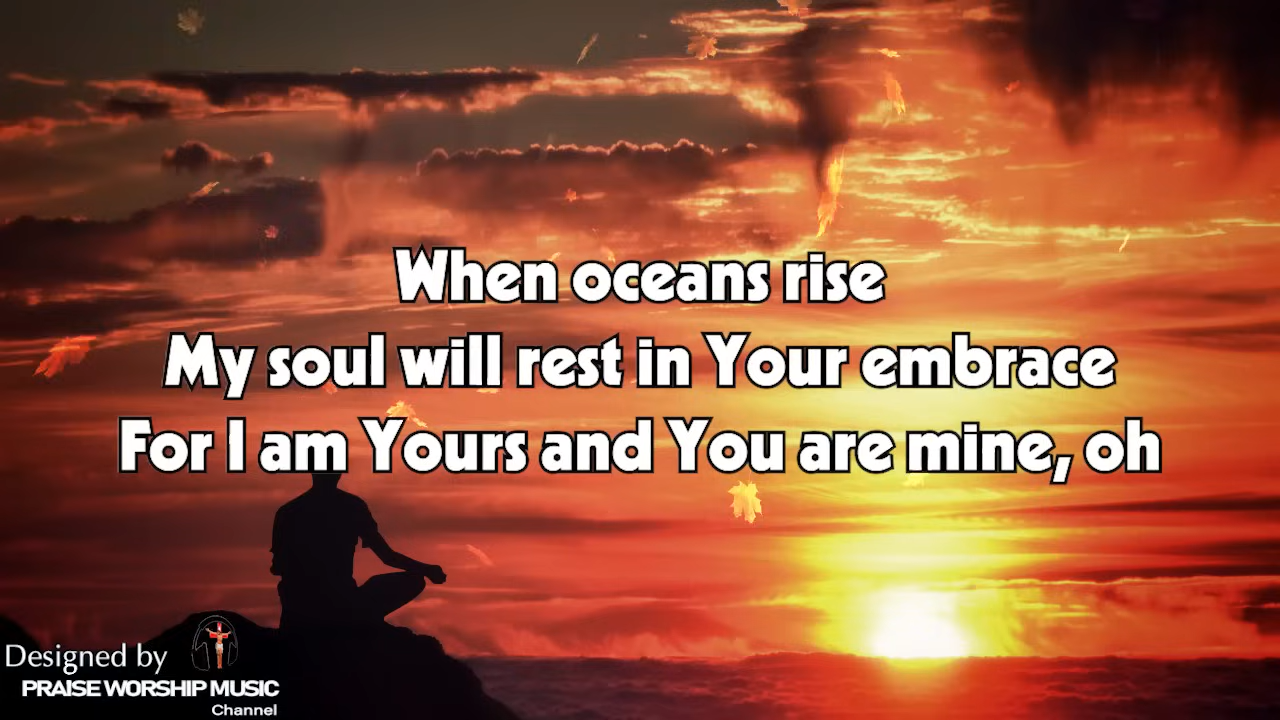 When oceans rise
My soul will rest in Your embrace
For I am Yours and You are mine, oh
Designed by
PRAISE WORSHIP MUSIC
Channel